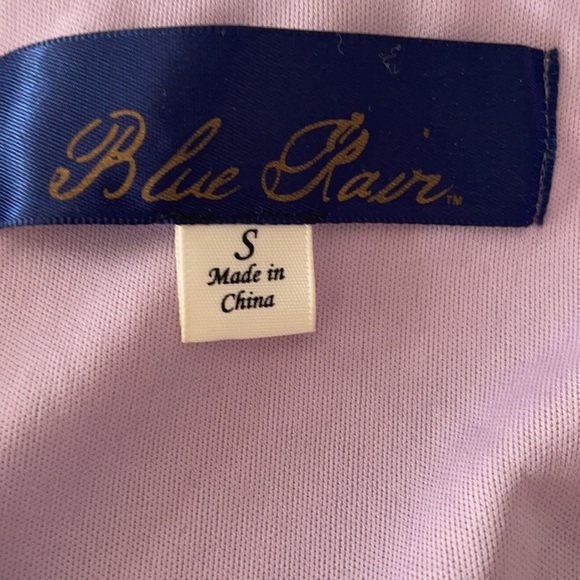 Blue Rain™
S
Made in
China